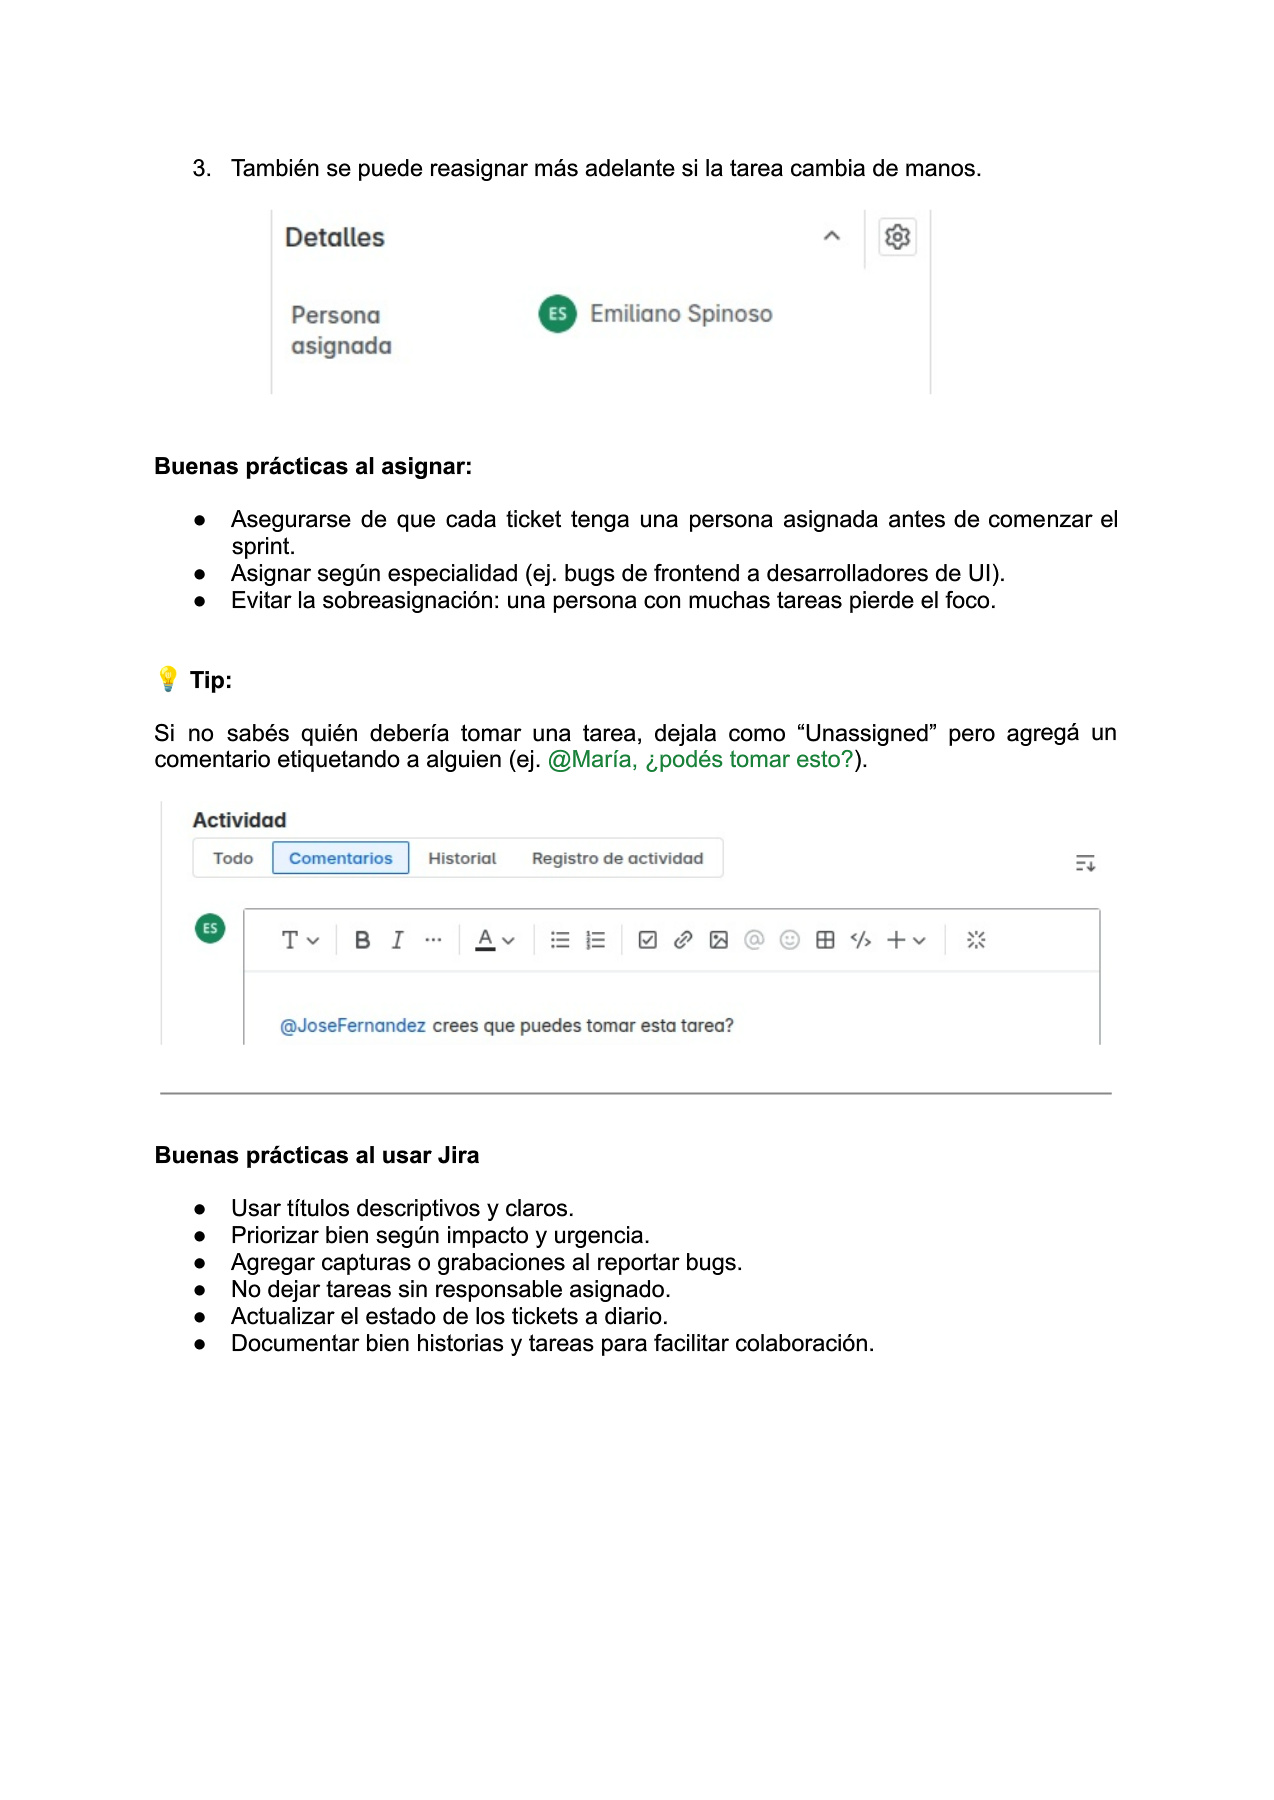 3. También se puede reasignar más adelante si la tarea cambia de manos.
Detalles
Persona asignada
ES Emiliano Spinoso
Buenas prácticas al asignar:
● Asegurarse de que cada ticket tenga una persona asignada antes de comenzar el
sprint.
● Asignar según especialidad (ej. bugs de frontend a desarrolladores de UI).
● Evitar la sobreasignación: una persona con muchas tareas pierde el foco.
💡 Tip:
Si no sabés quién debería tomar una tarea, dejala como “Unassigned” pero agregá un
comentario etiquetando a alguien (ej. @María, ¿podés tomar esto?).
Actividad
Todo Comentarios Historial Registro de actividad
ES
T B I ... A @ </> +
@JoseFernandez crees que puedes tomar esta tarea?
Buenas prácticas al usar Jira
● Usar títulos descriptivos y claros.
● Priorizar bien según impacto y urgencia.
● Agregar capturas o grabaciones al reportar bugs.
● No dejar tareas sin responsable asignado.
● Actualizar el estado de los tickets a diario.
● Documentar bien historias y tareas para facilitar colaboración.